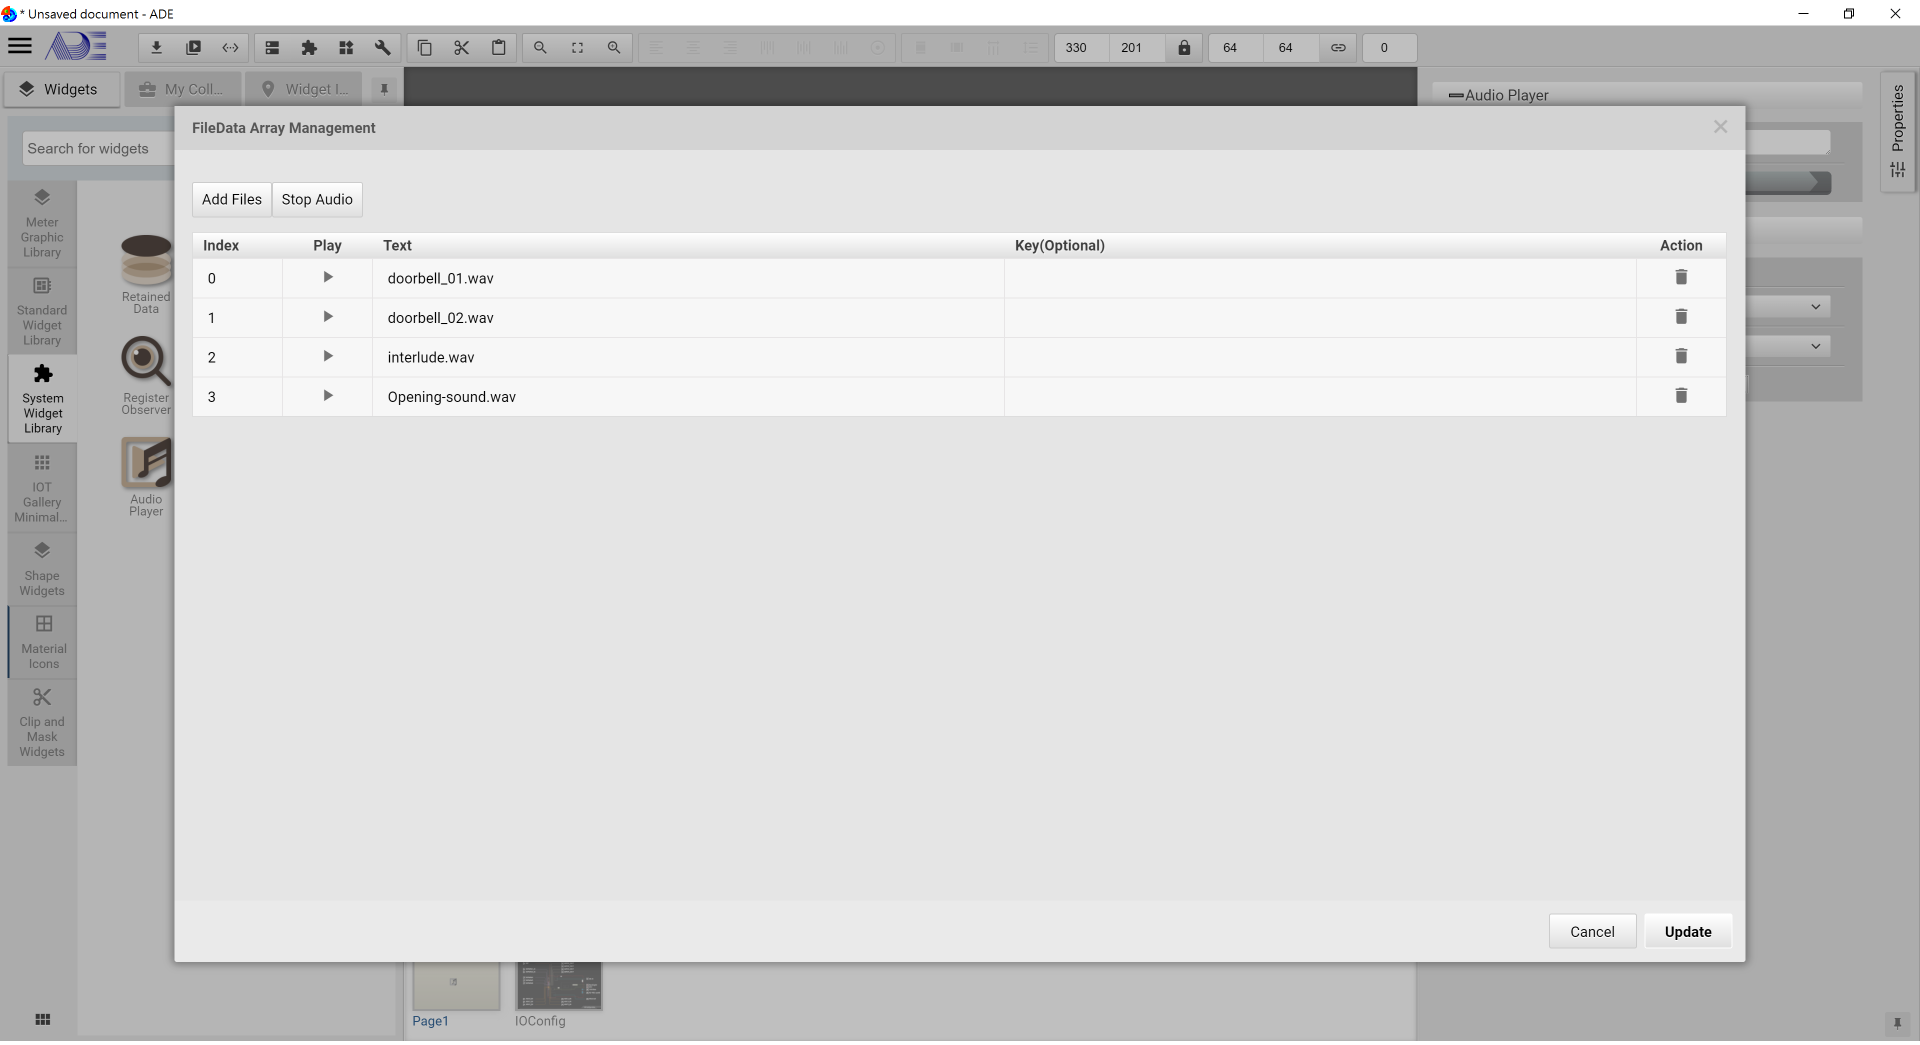 * Unsaved document - ADE
ADE
330
201
64
64
0
Widgets
My Coll...
Widget I...
Audio Player
Properties
FileData Array Management
Search for widgets
Add Files
Stop Audio
Index
Play
Text
Key(Optional)
Action
0
doorbell_01.wav
1
doorbell_02.wav
2
interlude.wav
3
Opening-sound.wav
Meter
Graphic
Library
Standard
Widget
Library
System
Widget
Library
IOT
Gallery
Minimal...
Shape
Widgets
Material
Icons
Clip and
Mask
Widgets
Retained
Data
Register
Observer
Audio
Player
Cancel
Update
Page1
IOConfig